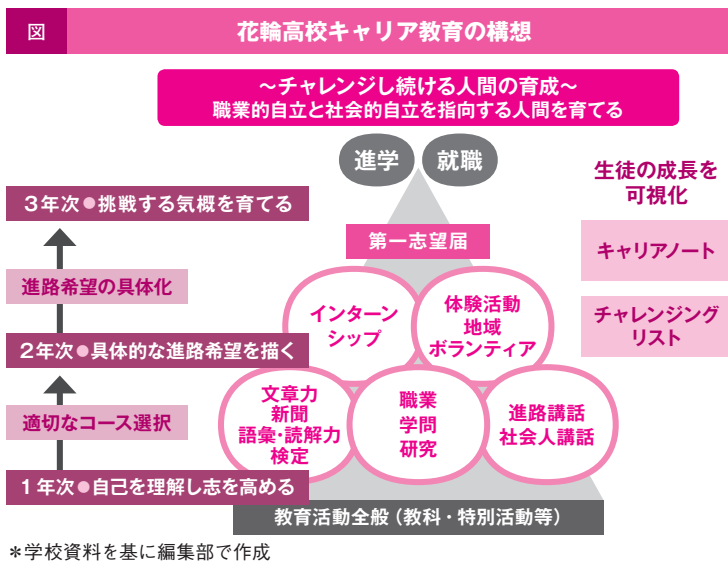 図
花輪高校キャリア教育の構想
～チャレンジし続ける人間の育成～
職業的自立と社会的自立を指向する人間を育てる
進学
就職
生徒の成長を
可視化
キャリアノート
チャレンジング
リスト
3年次●挑戦する気概を育てる
進路希望の具体化
2年次●具体的な進路希望を描く
適切なコース選択
1年次●自己を理解し志を高める
第一志望届
インターン
シップ
体験活動
地域
ボランティア
文章力
新聞
語彙・読解力
検定
職業
学問
研究
進路講話
社会人講話
教育活動全般（教科・特別活動等）
＊学校資料を基に編集部で作成